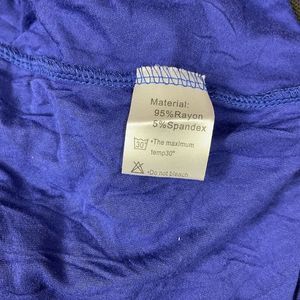 Material:
95%Rayon
5%Spandex
30° •The maximum
temp30°
•Do not bleach.